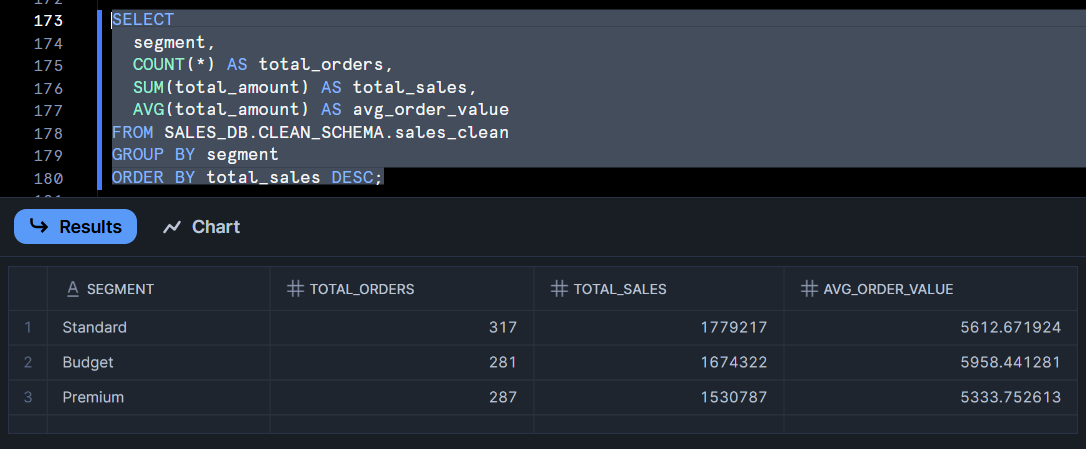 172
173 SELECT
174 segment,
175 COUNT(*) AS total_orders,
176 SUM(total_amount) AS total_sales,
177 AVG(total_amount) AS avg_order_value
178 FROM SALES_DB.CLEAN_SCHEMA.sales_clean
179 GROUP BY segment
180 ORDER BY total_sales DESC;
181
Results Chart
SEGMENT TOTAL_ORDERS TOTAL_SALES AVG_ORDER_VALUE
1 Standard 317 1779217 5612.671924
2 Budget 281 1674322 5958.441281
3 Premium 287 1530787 5333.752613